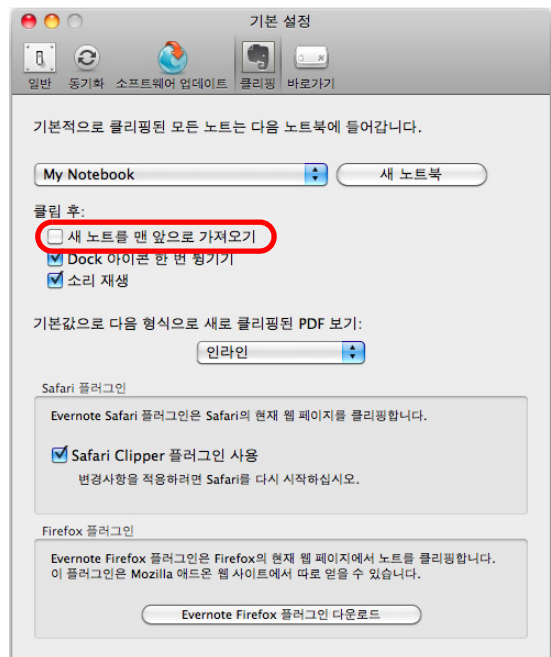 기본 설정
일반 동기화 소프트웨어 업데이트 클리핑 바로가기
기본적으로 클리핑된 모든 노트는 다음 노트북에 들어갑니다.
My Notebook 새 노트북
클립 후:
새 노트를 맨 앞으로 가져오기
Dock 아이콘 한 번 튕기기
소리 재생
기본값으로 다음 형식으로 새로 클리핑된 PDF 보기:
인라인
Safari 플러그인
Evernote Safari 플러그인은 Safari의 현재 웹 페이지를 클리핑합니다.
Safari Clipper 플러그인 사용
변경사항을 적용하려면 Safari를 다시 시작하십시오.
Firefox 플러그인
Evernote Firefox 플러그인은 Firefox의 현재 웹 페이지에서 노트를 클리핑합니다.
이 플러그인은 Mozilla 애드온 웹 사이트에서 따로 얻을 수 있습니다.
Evernote Firefox 플러그인 다운로드